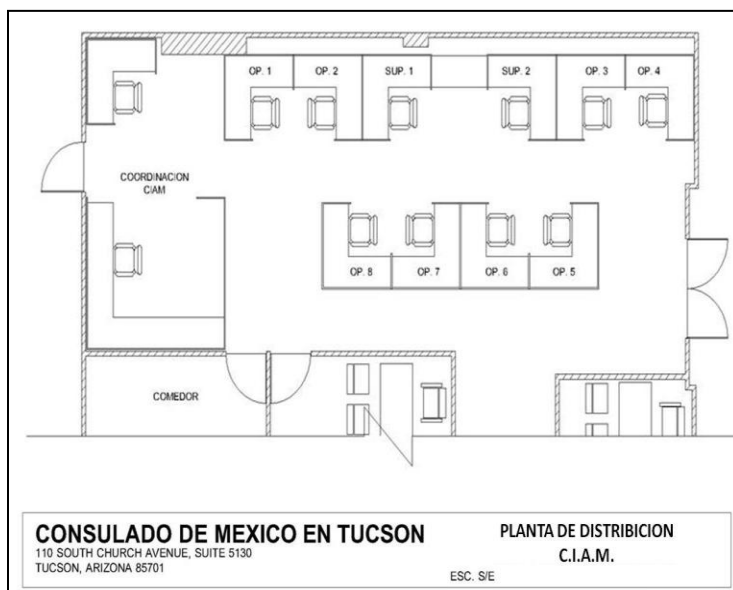 OP. 1 OP. 2 SUP. 1 SUP. 2 OP. 3 OP. 4
COORDINACION
CIAM
OP. 8 OP. 7 OP. 6 OP. 5
COMEDOR
CONSULADO DE MEXICO EN TUCSON
110 SOUTH CHURCH AVENUE, SUITE 5130
TUCSON, ARIZONA 85701
PLANTA DE DISTRIBICION
C.I.A.M.
ESC. S/E